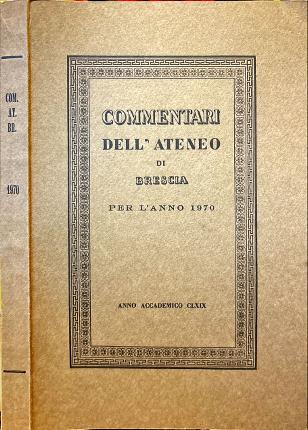 COM.
AT.
BR.
1970
COMMENTARI
DELL'ATENEO
DI
BRESCIA
PER L'ANNO 1970
ANNO ACCADEMICO CLXIX